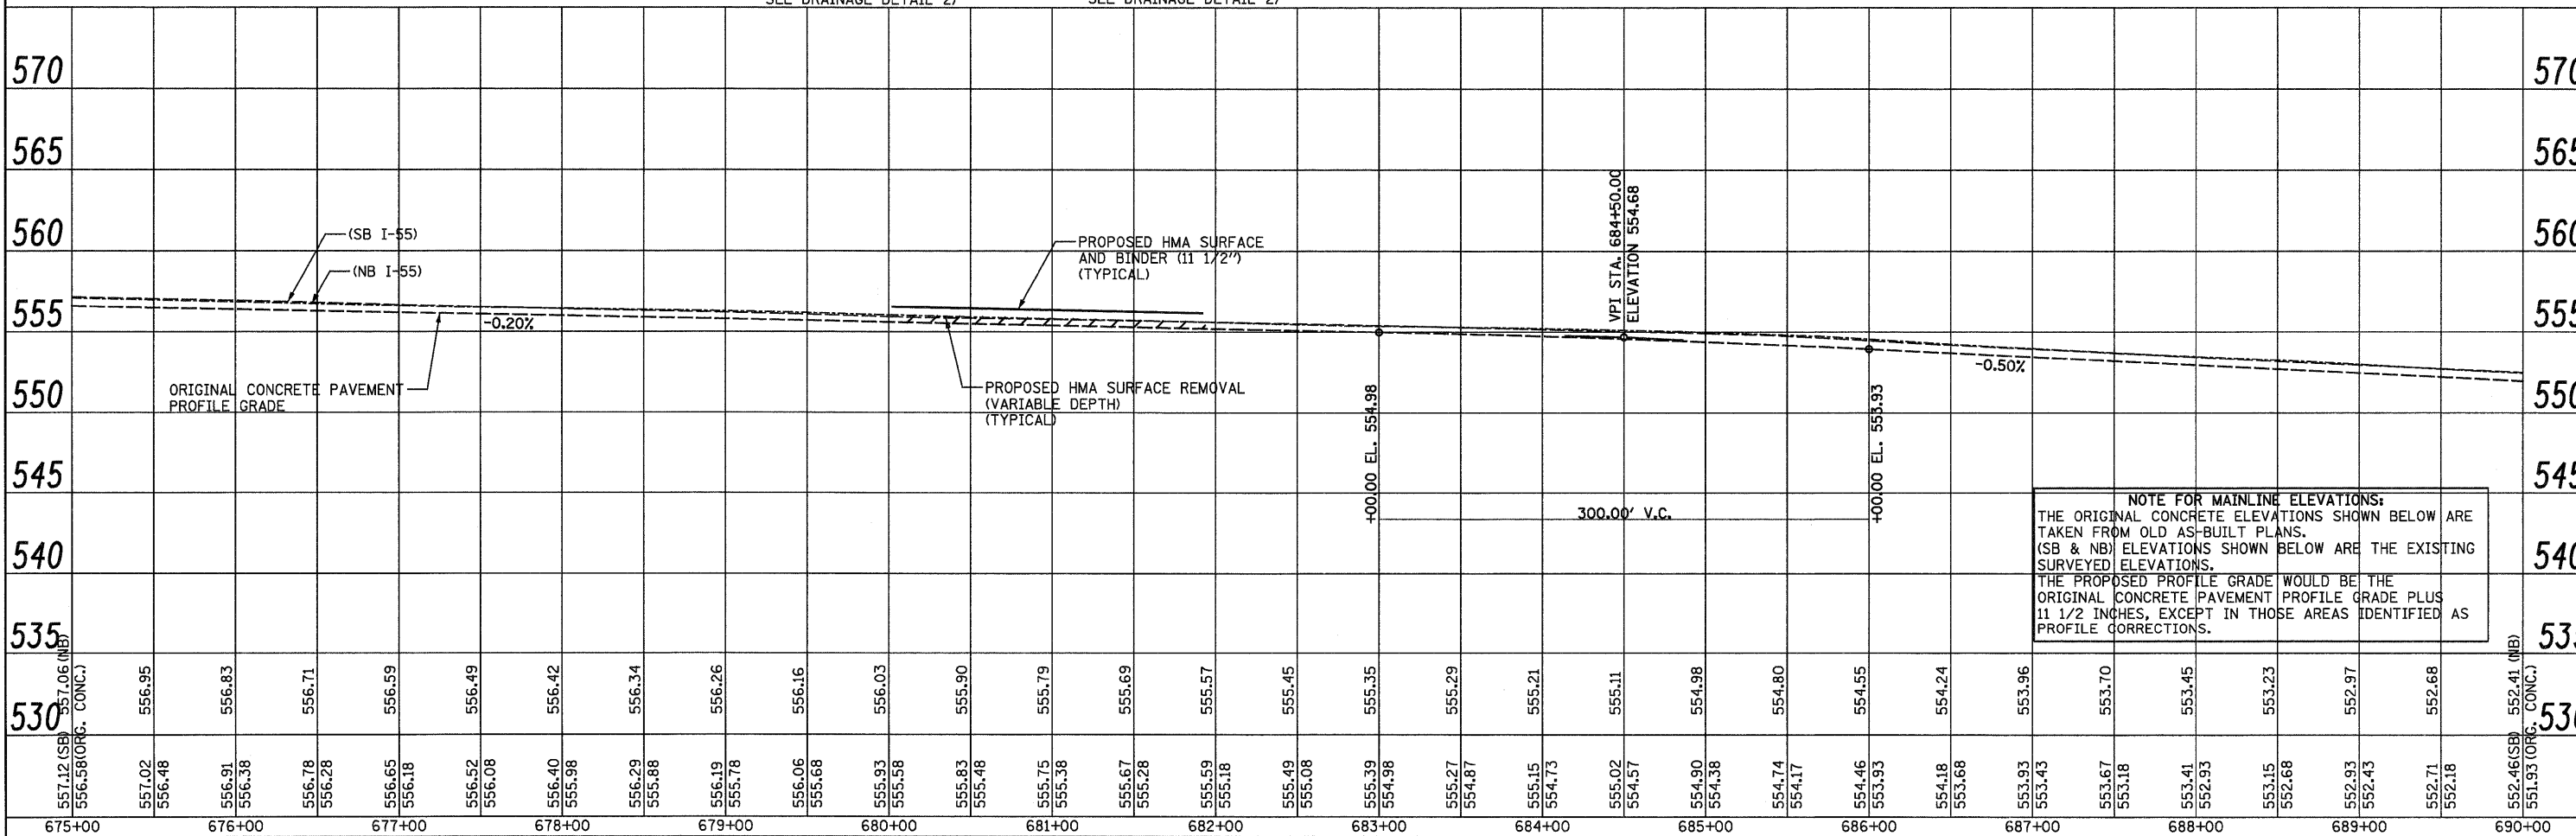 SEE DRAINAGE DETAIL 27 SEE DRAINAGE DETAIL 27
570 570
565 565
560 560
555 555
550 550
545 545
540 540
535 535
530 530
(SB I-55)
(NB I-55)
-0.20%
ORIGINAL CONCRETE PAVEMENT
PROFILE GRADE
PROPOSED HMA SURFACE
AND BINDER (11 1/2")
(TYPICAL)
PROPOSED HMA SURFACE REMOVAL
(VARIABLE DEPTH)
(TYPICAL)
+00.00 EL. 554.98
VPI STA. 684+50.00
ELEVATION 554.68
300.00' V.C.
+00.00 EL. 553.93
-0.50%
NOTE FOR MAINLINE ELEVATIONS:
THE ORIGINAL CONCRETE ELEVATIONS SHOWN BELOW ARE
TAKEN FROM OLD AS-BUILT PLANS.
(SB & NB) ELEVATIONS SHOWN BELOW ARE THE EXISTING
SURVEYED ELEVATIONS.
THE PROPOSED PROFILE GRADE WOULD BE THE
ORIGINAL CONCRETE PAVEMENT PROFILE GRADE PLUS
11 1/2 INCHES, EXCEPT IN THOSE AREAS IDENTIFIED AS
PROFILE CORRECTIONS.
557.06 (NB) 556.95 556.83 556.71 556.59 556.49 556.42 556.34 556.26 556.16 556.03 555.90 555.79 555.69 555.57 555.45 555.35 555.29 555.21 555.11 554.98 554.80 554.55 554.24 553.96 553.70 553.45 553.23 552.97 552.68 552.41 (NB)
557.12 (SB) 557.02 556.91 556.78 556.65 556.52 556.40 556.29 556.19 556.06 555.93 555.83 555.75 555.67 555.59 555.49 555.39 555.27 555.15 555.02 554.90 554.74 554.46 554.18 553.93 553.67 553.41 553.15 552.93 552.71 552.46(SB)
556.58(ORG. CONC.) 556.48 556.38 556.28 556.18 556.08 555.98 555.88 555.78 555.68 555.58 555.48 555.38 555.28 555.18 555.08 554.98 554.87 554.73 554.57 554.38 554.17 553.93 553.68 553.43 553.18 552.93 552.68 552.43 552.18 551.93 (ORG. CONC.)
675+00 676+00 677+00 678+00 679+00 680+00 681+00 682+00 683+00 684+00 685+00 686+00 687+00 688+00 689+00 690+00